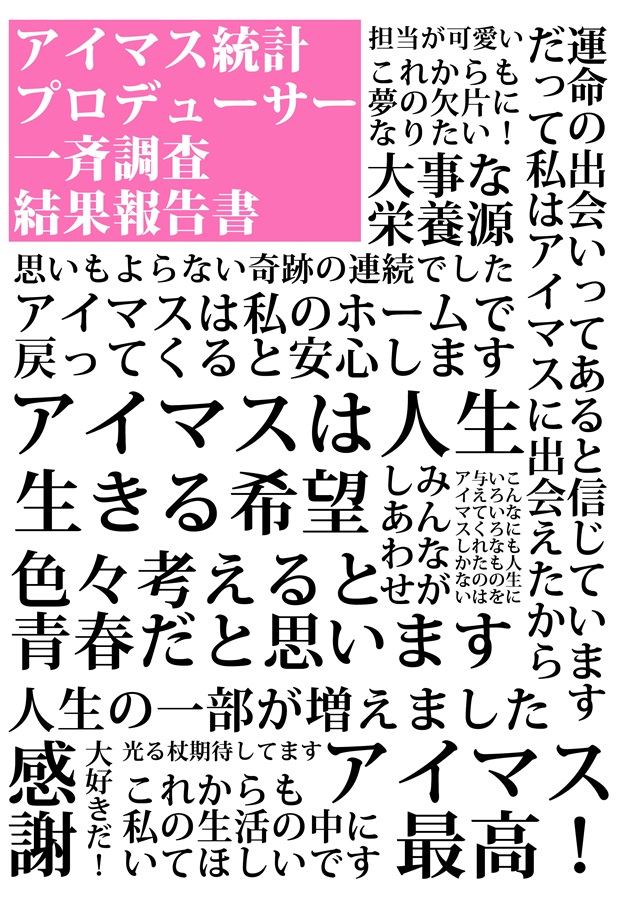 アイマス統計
プロデューサー
一斉調査
結果報告書
担当が可愛い
これからも
夢の欠片に
なりたい！
大事な
栄養源
運命の出会いってあると信じています
だって私はアイマスに出会えたから
思いもよらない奇跡の連続でした
アイマスは私のホームで
戻ってくると安心します
アイマスは人生
生きる希望
みんなが
しあわせ
こんなにも人生に
いろいろなものを
与えてくれたのは
アイマスしかない
色々考えると
青春だと思います
人生の一部が増えました
感謝
大好きだ！
光る杖期待してます
これからも
私の生活の中に
いてほしいです
アイマス
最高！